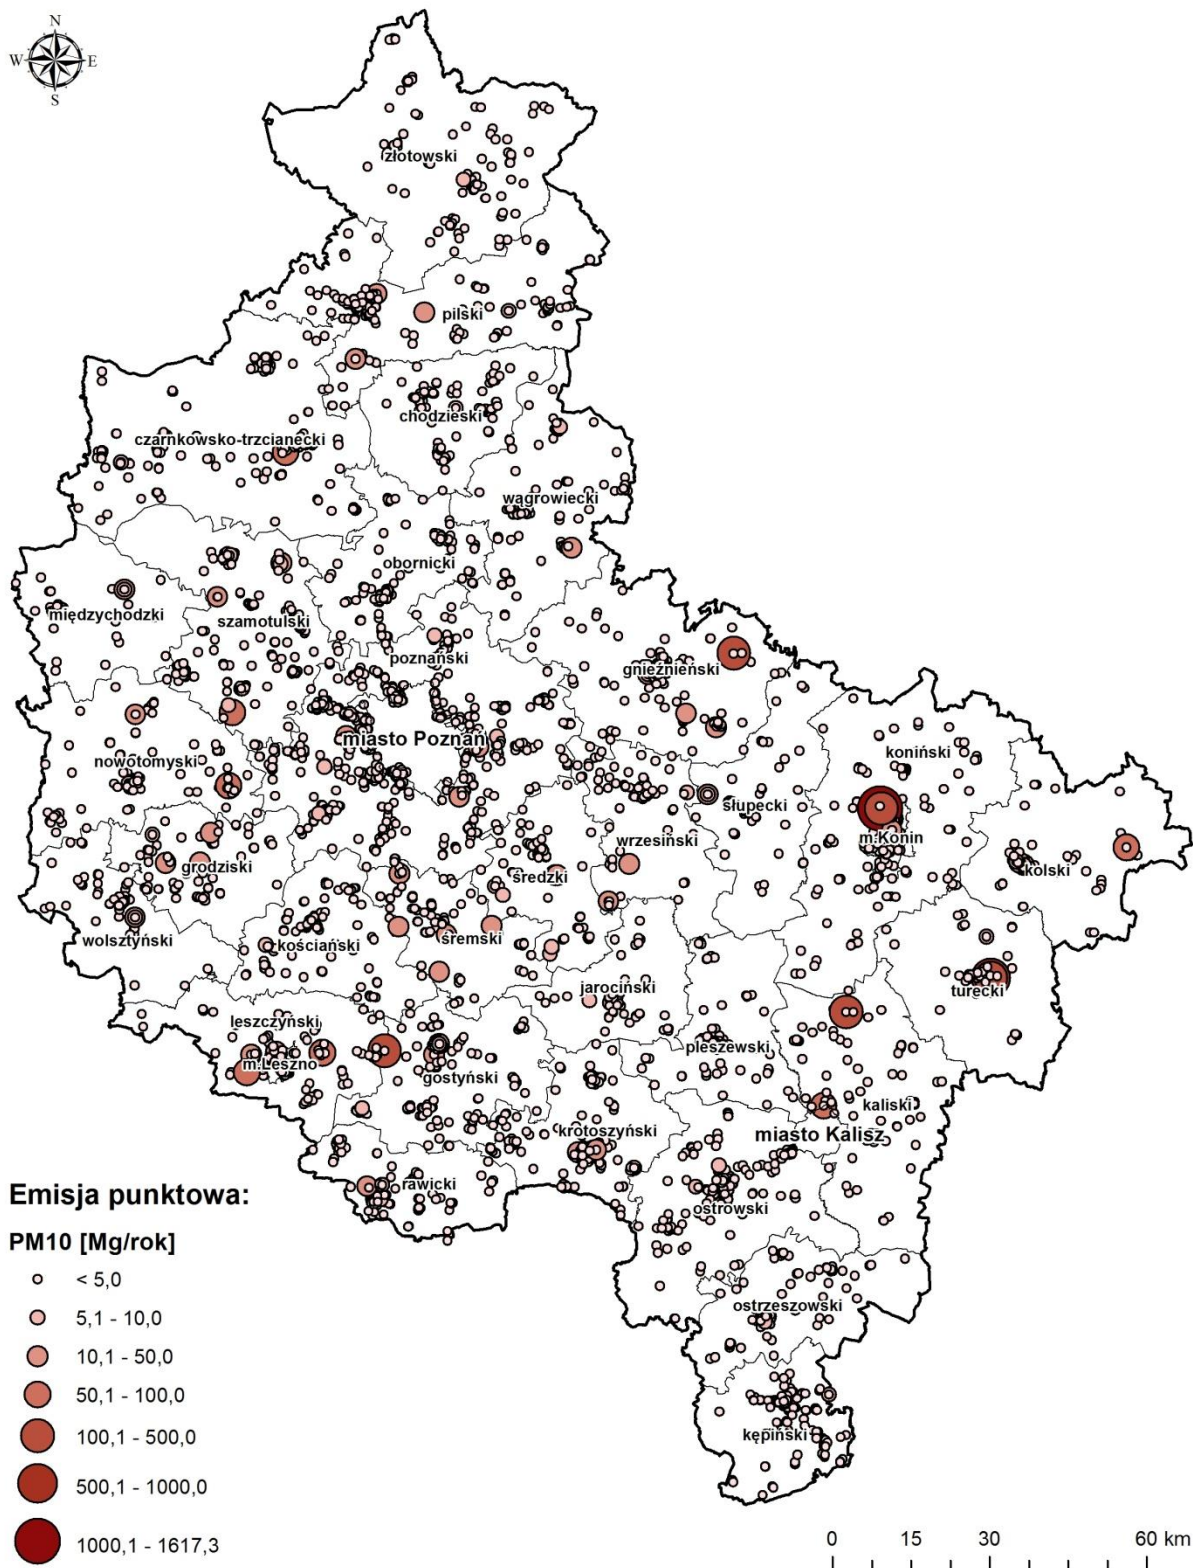 N
W E
S
złotowski
pilski
chodzieski
czarnkowsko-trzcianecki
wągrowiecki
obornicki
międzychodzki
szamotulski
poznański
gnieźnieński
miasto Poznań
koniński
nowotomyski
słupecki
m.Konin
wrzesiński
grodziski
średzki
kolski
wolsztyński
kościański
śremski
jarociński
turecki
leszczyński
pleszewski
m.Leszno
gostyński
kaliski
krotoszyński
miasto Kalisz
rawicki
ostrowski
ostrzeszowski
kępiński
Emisja punktowa:
PM10 [Mg/rok]
< 5,0
5,1 - 10,0
10,1 - 50,0
50,1 - 100,0
100,1 - 500,0
500,1 - 1000,0
1000,1 - 1617,3
0 15 30 60 km